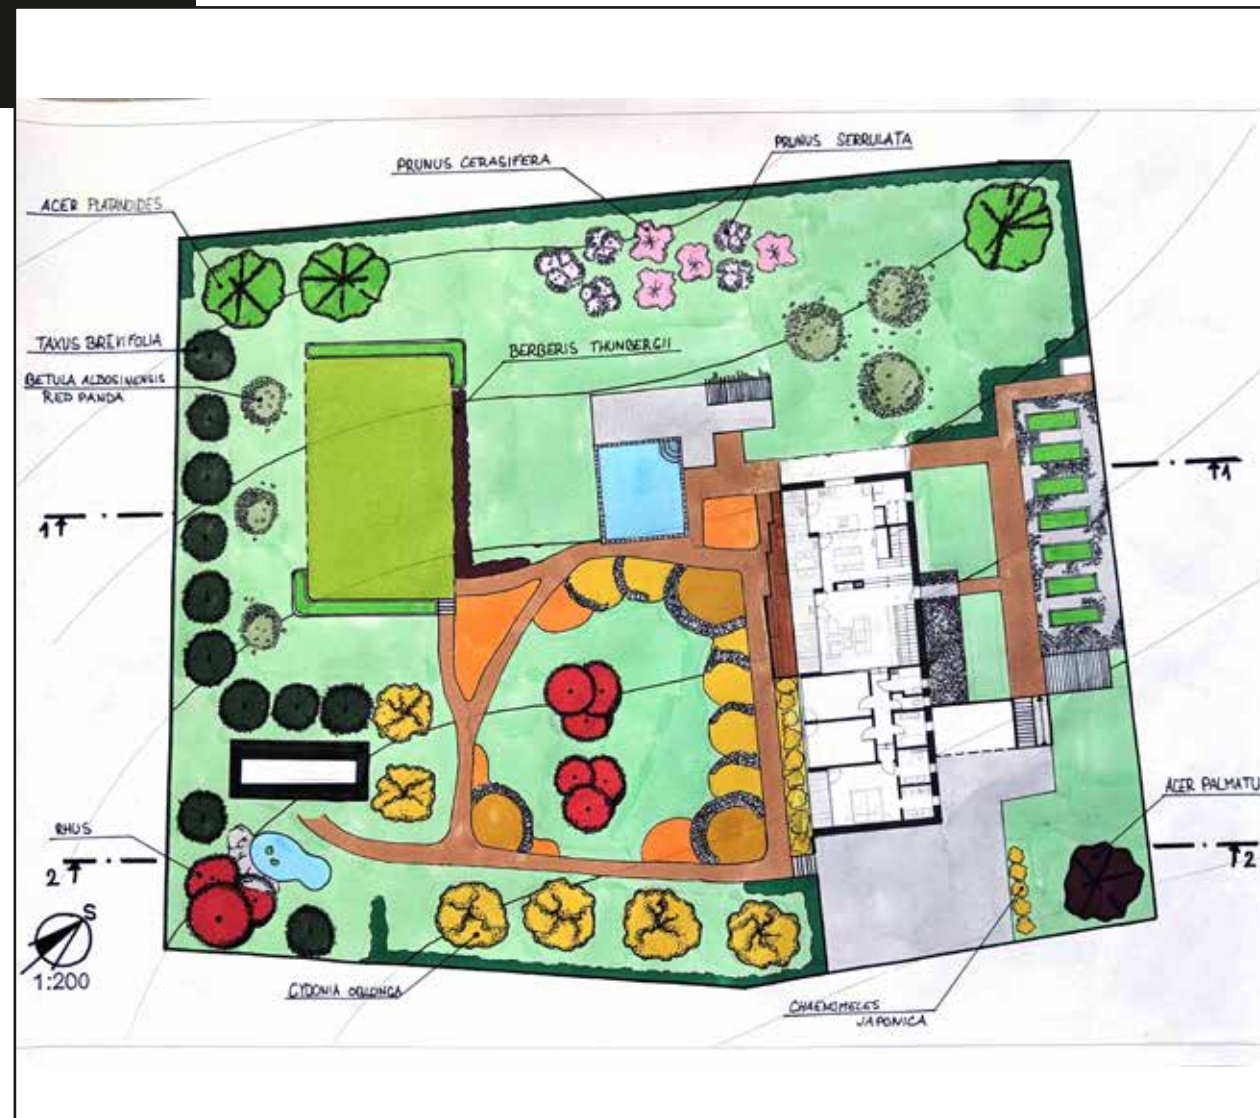 PRUNUS SERRULATA
PRUNUS CERASIFERA
ACER PLATANOIDES
TAXUS BREVIFOLIA
BERBERIS THUNBERGII
BETULA ALBOSINENSIS
RED PANDA
1
1
ACER PALMATU
RHUS
2
2
S
1:200
CYDONIA OBLONGA
CHAENOMELES
JAPONICA